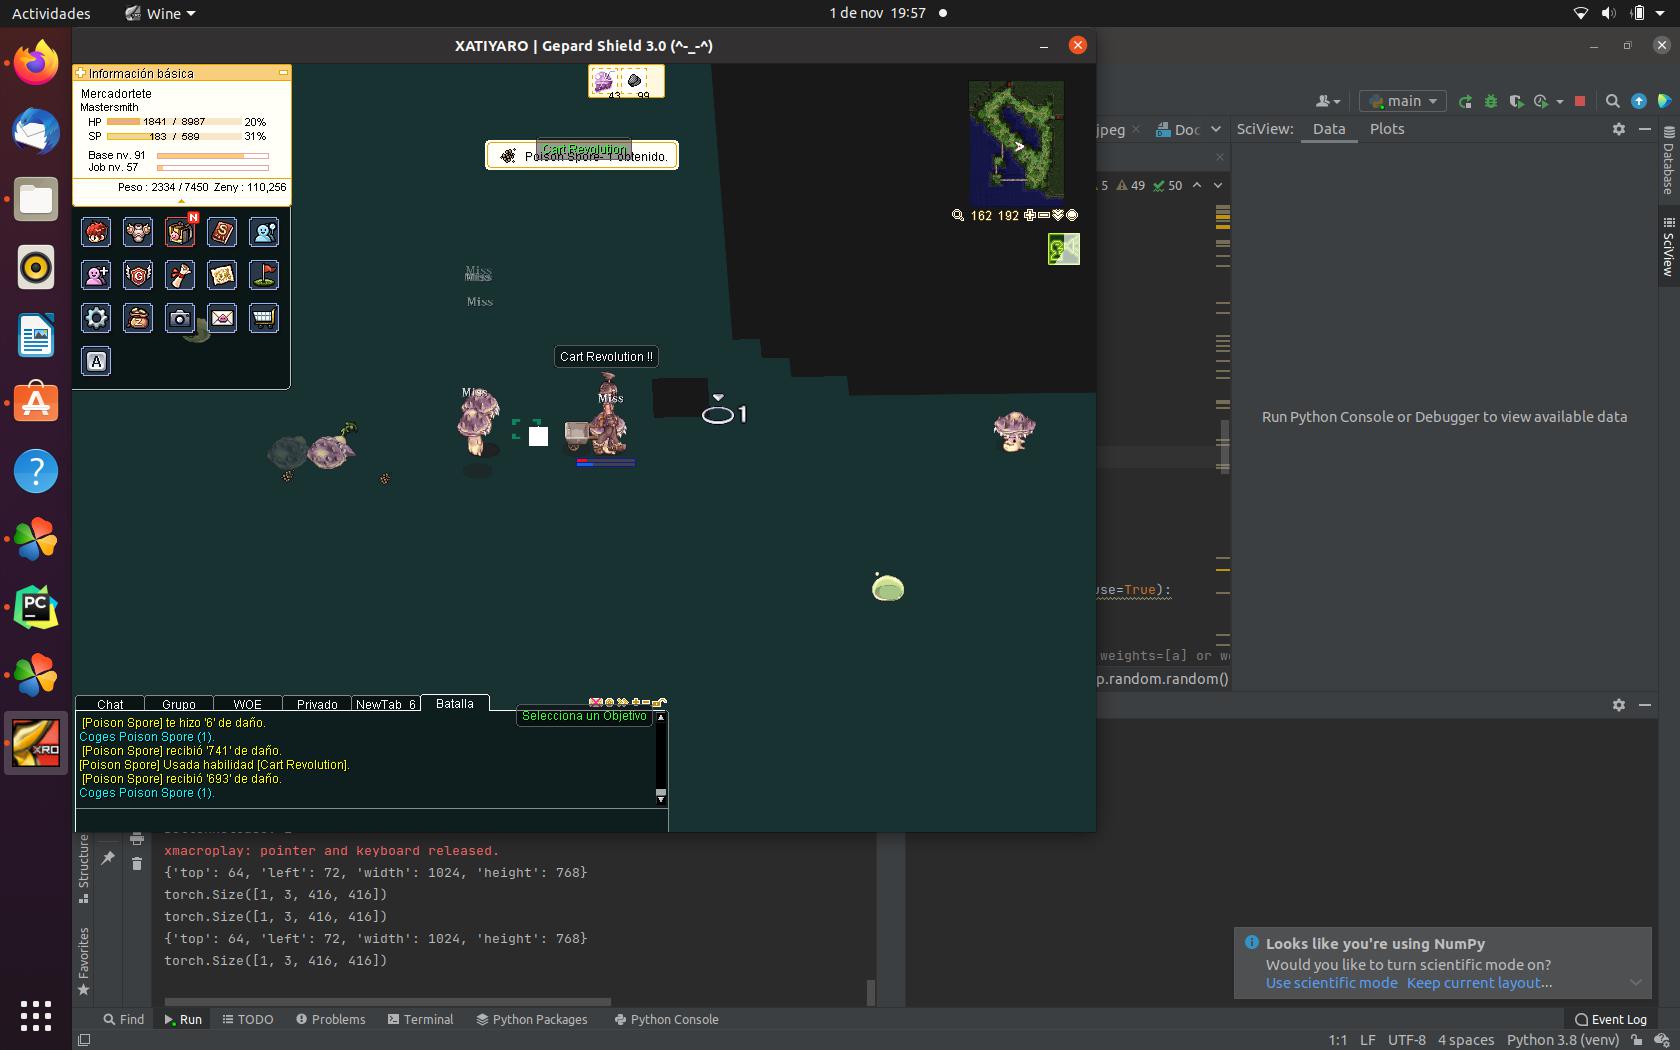 Actividades
Wine
1 de nov 19:57
XATIYARO | Gepard Shield 3.0 (^-_-^)
Información básica
Mercadortete
Mastersmith
HP 1841 / 8987 20%
SP 183 / 589 31%
Base nv. 91
Job nv. 57
Peso : 2334 / 7450 Zeny : 110,256
N
A
43 99
Cart Revolution
Poison Spore- 1 obtenido.
162 192
Miss
Miss
Miss
Cart Revolution !!
Miss
Miss
1
Chat
Grupo
WOE
Privado
NewTab_6
Batalla
Selecciona un Objetivo
[Poison Spore] te hizo '6' de daño.
Coges Poison Spore (1).
[Poison Spore] recibió '741' de daño.
[Poison Spore] Usada habilidad [Cart Revolution].
[Poison Spore] recibió '693' de daño.
Coges Poison Spore (1).
main
jpeg
Doc
SciView:
Data
Plots
5 49 50
Database
SciView
Run Python Console or Debugger to view available data
use=True):
weights=[a] or w
p.random.random()
PC
XRO
Structure
Favorites
xmacroplay: pointer and keyboard released.
{'top': 64, 'left': 72, 'width': 1024, 'height': 768}
torch.Size([1, 3, 416, 416])
torch.Size([1, 3, 416, 416])
{'top': 64, 'left': 72, 'width': 1024, 'height': 768}
torch.Size([1, 3, 416, 416])
Looks like you're using NumPy
Would you like to turn scientific mode on?
Use scientific mode Keep current layout...
Find
Run
TODO
Problems
Terminal
Python Packages
Python Console
Event Log
1:1 LF UTF-8 4 spaces Python 3.8 (venv)